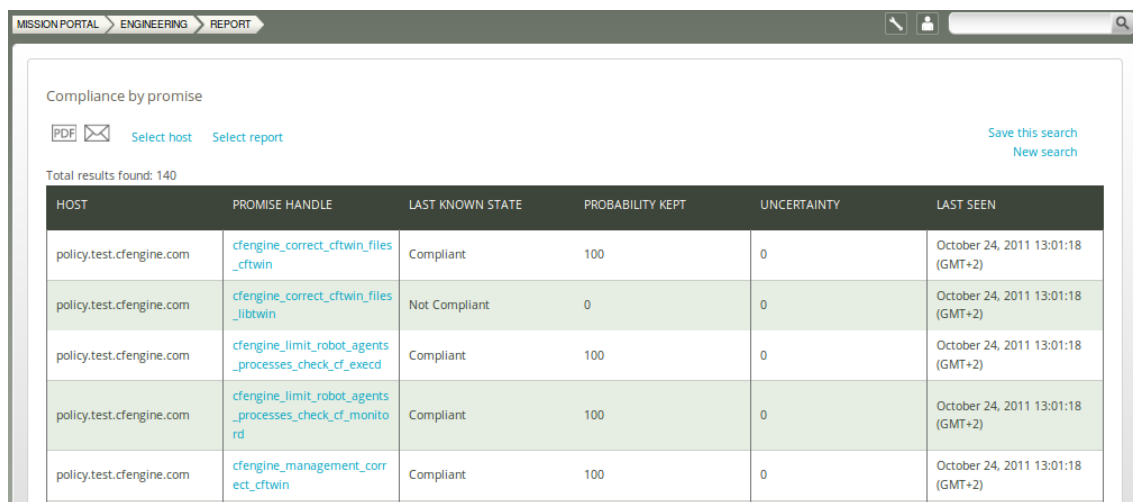 MISSION PORTAL ENGINEERING REPORT
Compliance by promise
PDF Select host Select report Save this search
New search
Total results found: 140
HOST PROMISE HANDLE LAST KNOWN STATE PROBABILITY KEPT UNCERTAINTY LAST SEEN
policy.test.cfengine.com cfengine_correct_cftwin_files Compliant 100 0 October 24, 2011 13:01:18
_cftwin (GMT+2)
policy.test.cfengine.com cfengine_correct_cftwin_files Not Compliant 0 0 October 24, 2011 13:01:18
_libtwin (GMT+2)
policy.test.cfengine.com cfengine_limit_robot_agents Compliant 100 0 October 24, 2011 13:01:18
_processes_check_cf_execd (GMT+2)
cfengine_limit_robot_agents
policy.test.cfengine.com _processes_check_cf_monito Compliant 100 0 October 24, 2011 13:01:18
rd (GMT+2)
policy.test.cfengine.com cfengine_management_corr Compliant 100 0 October 24, 2011 13:01:18
ect_cftwin (GMT+2)